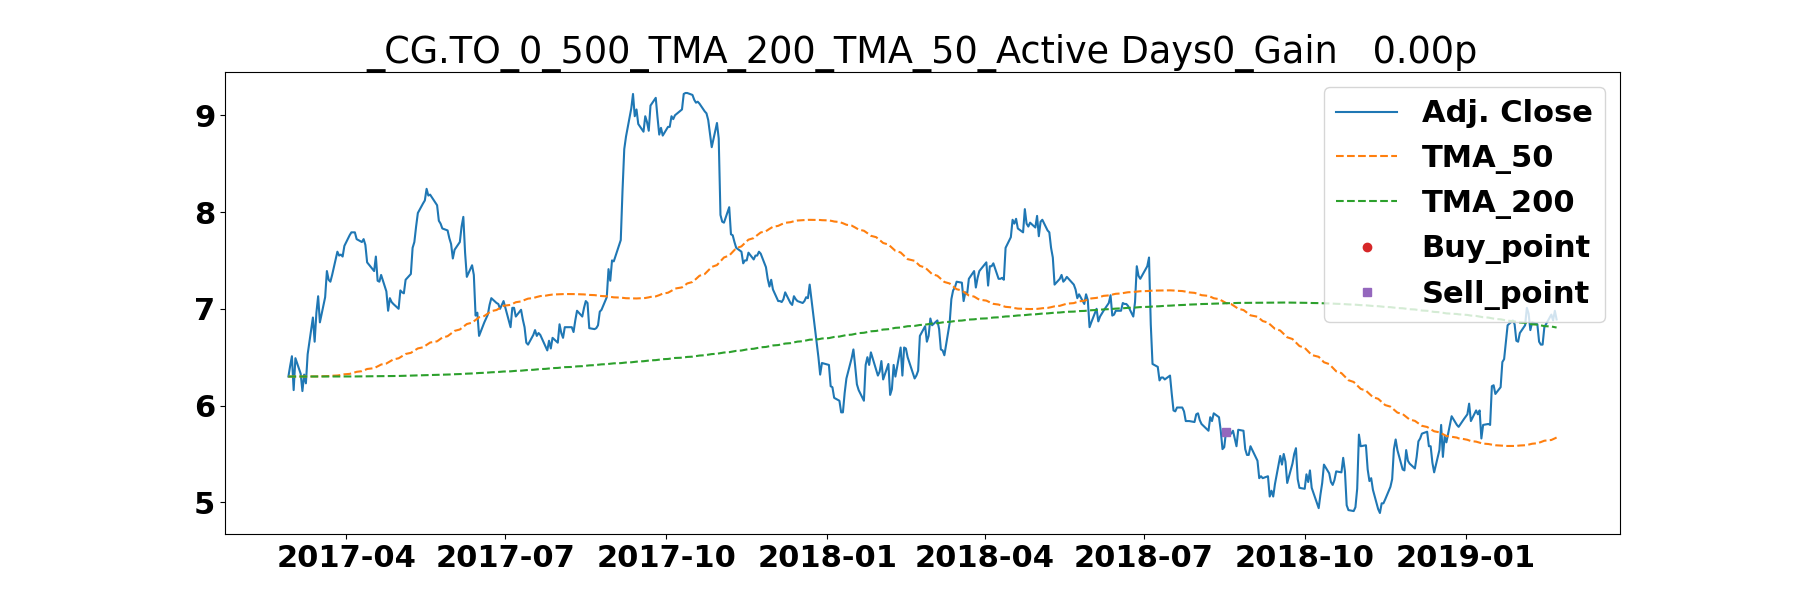 _CG.TO_0_500_TMA_200_TMA_50_Active Days0_Gain   0.00p
9
8
7
6
5
Adj. Close
TMA_50
TMA_200
Buy_point
Sell_point
2017-04 2017-07 2017-10 2018-01 2018-04 2018-07 2018-10 2019-01